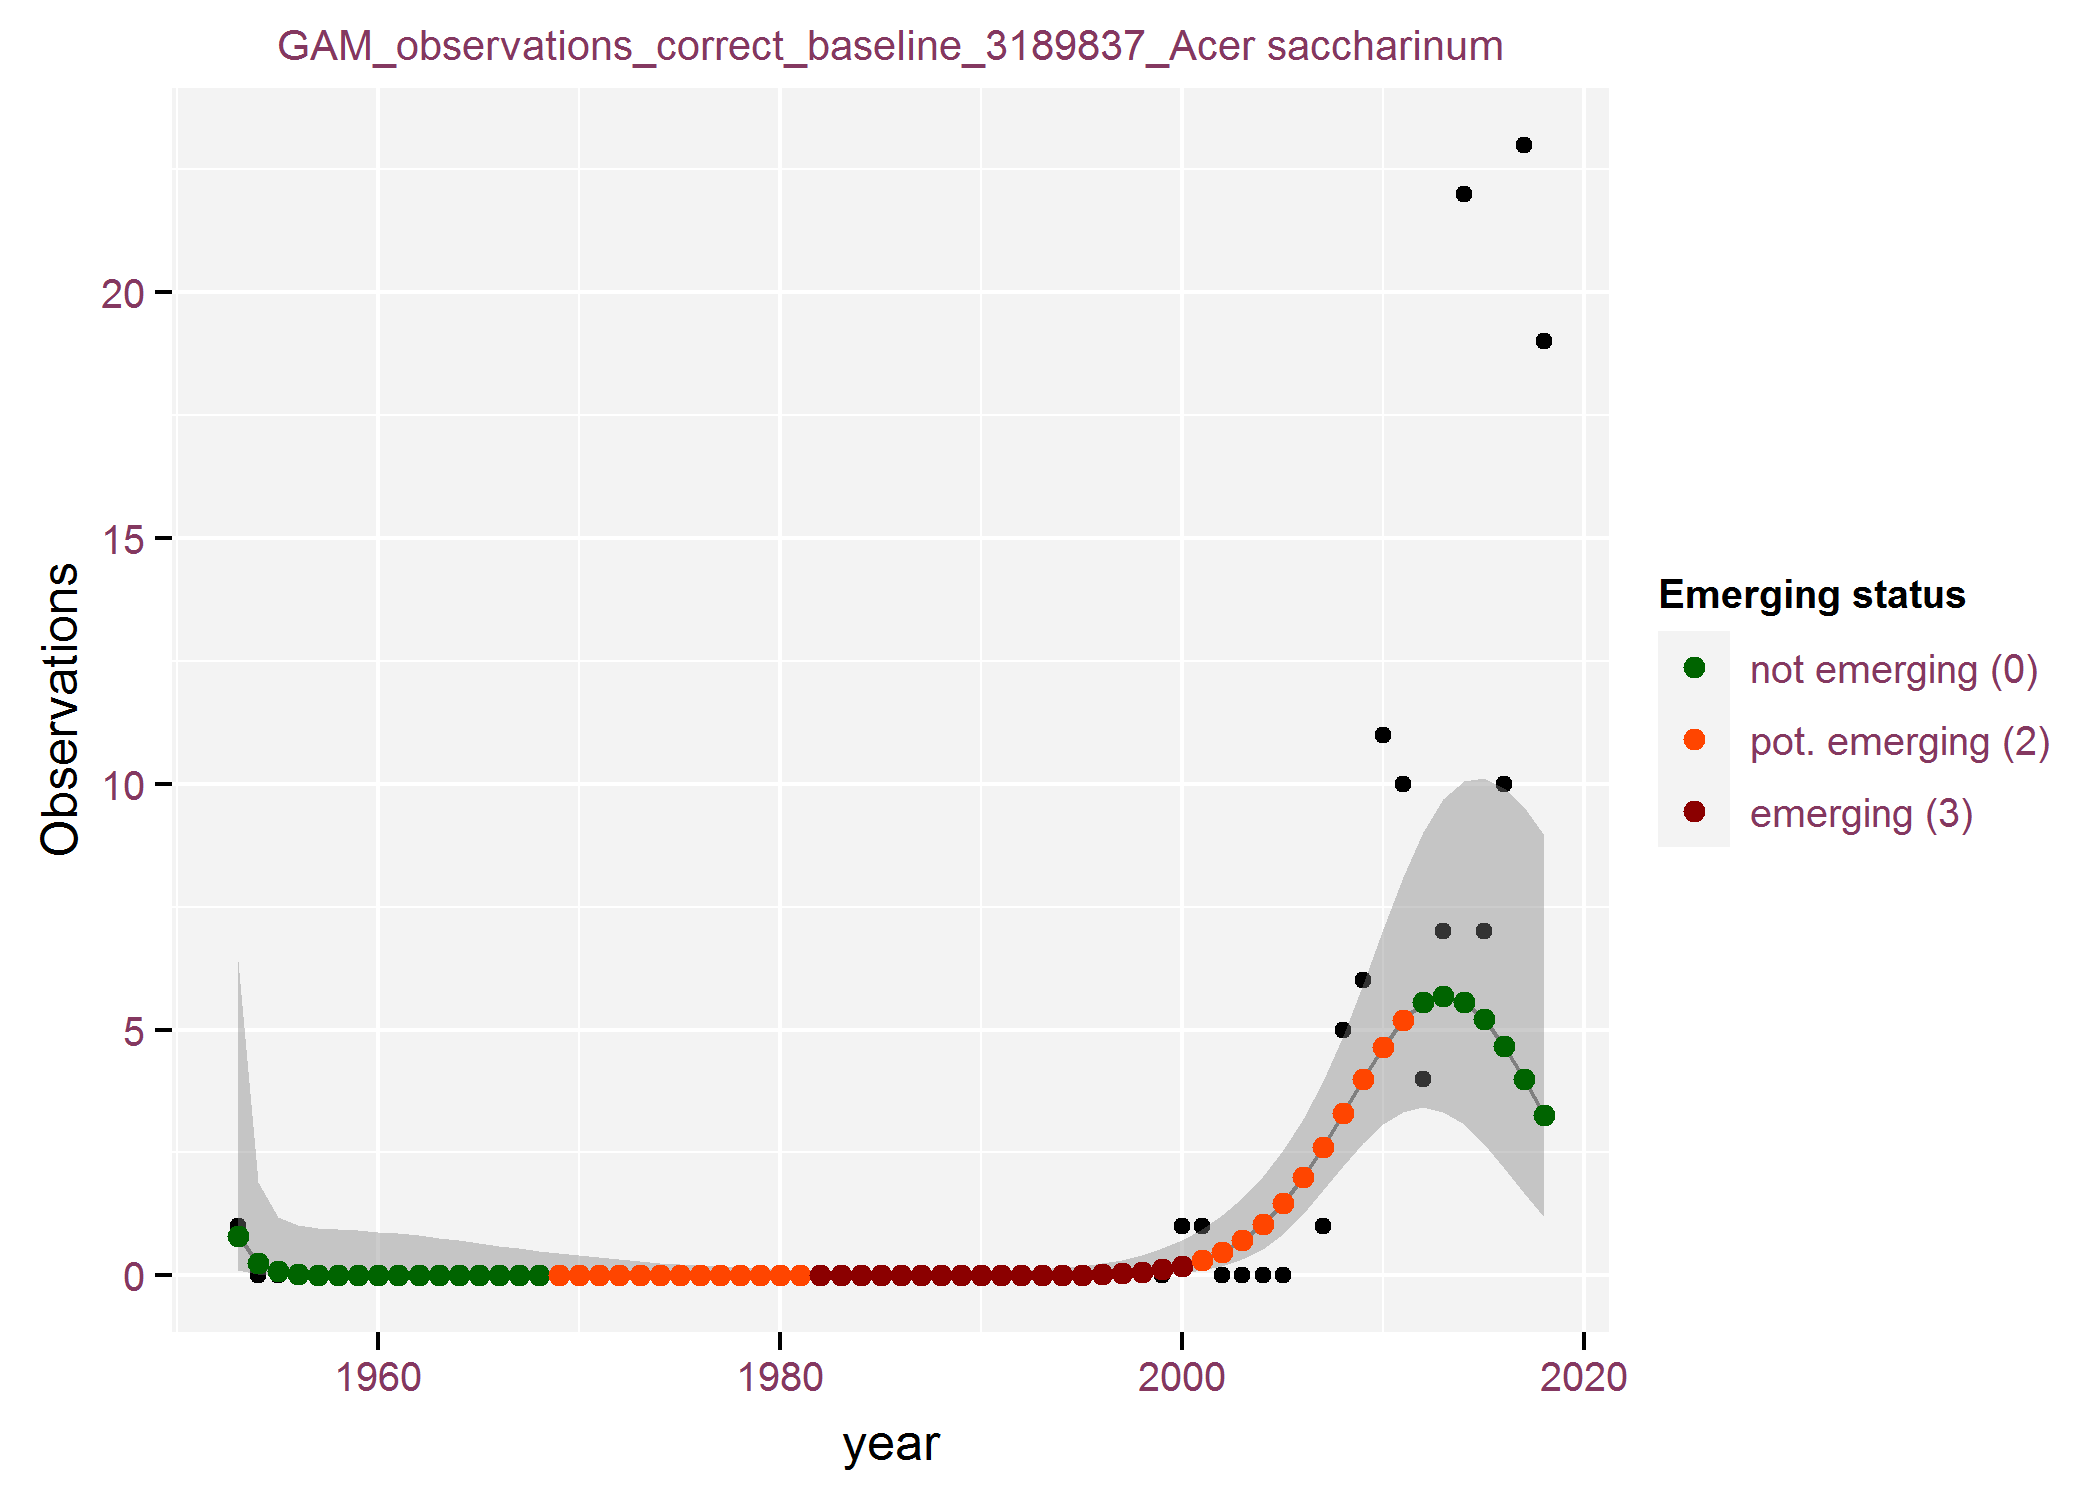 GAM_observations_correct_baseline_3189837_Acer saccharinum
Observations
20
15
10
5
0
1960
1980
2000
2020
year
Emerging status
not emerging (0)
pot. emerging (2)
emerging (3)